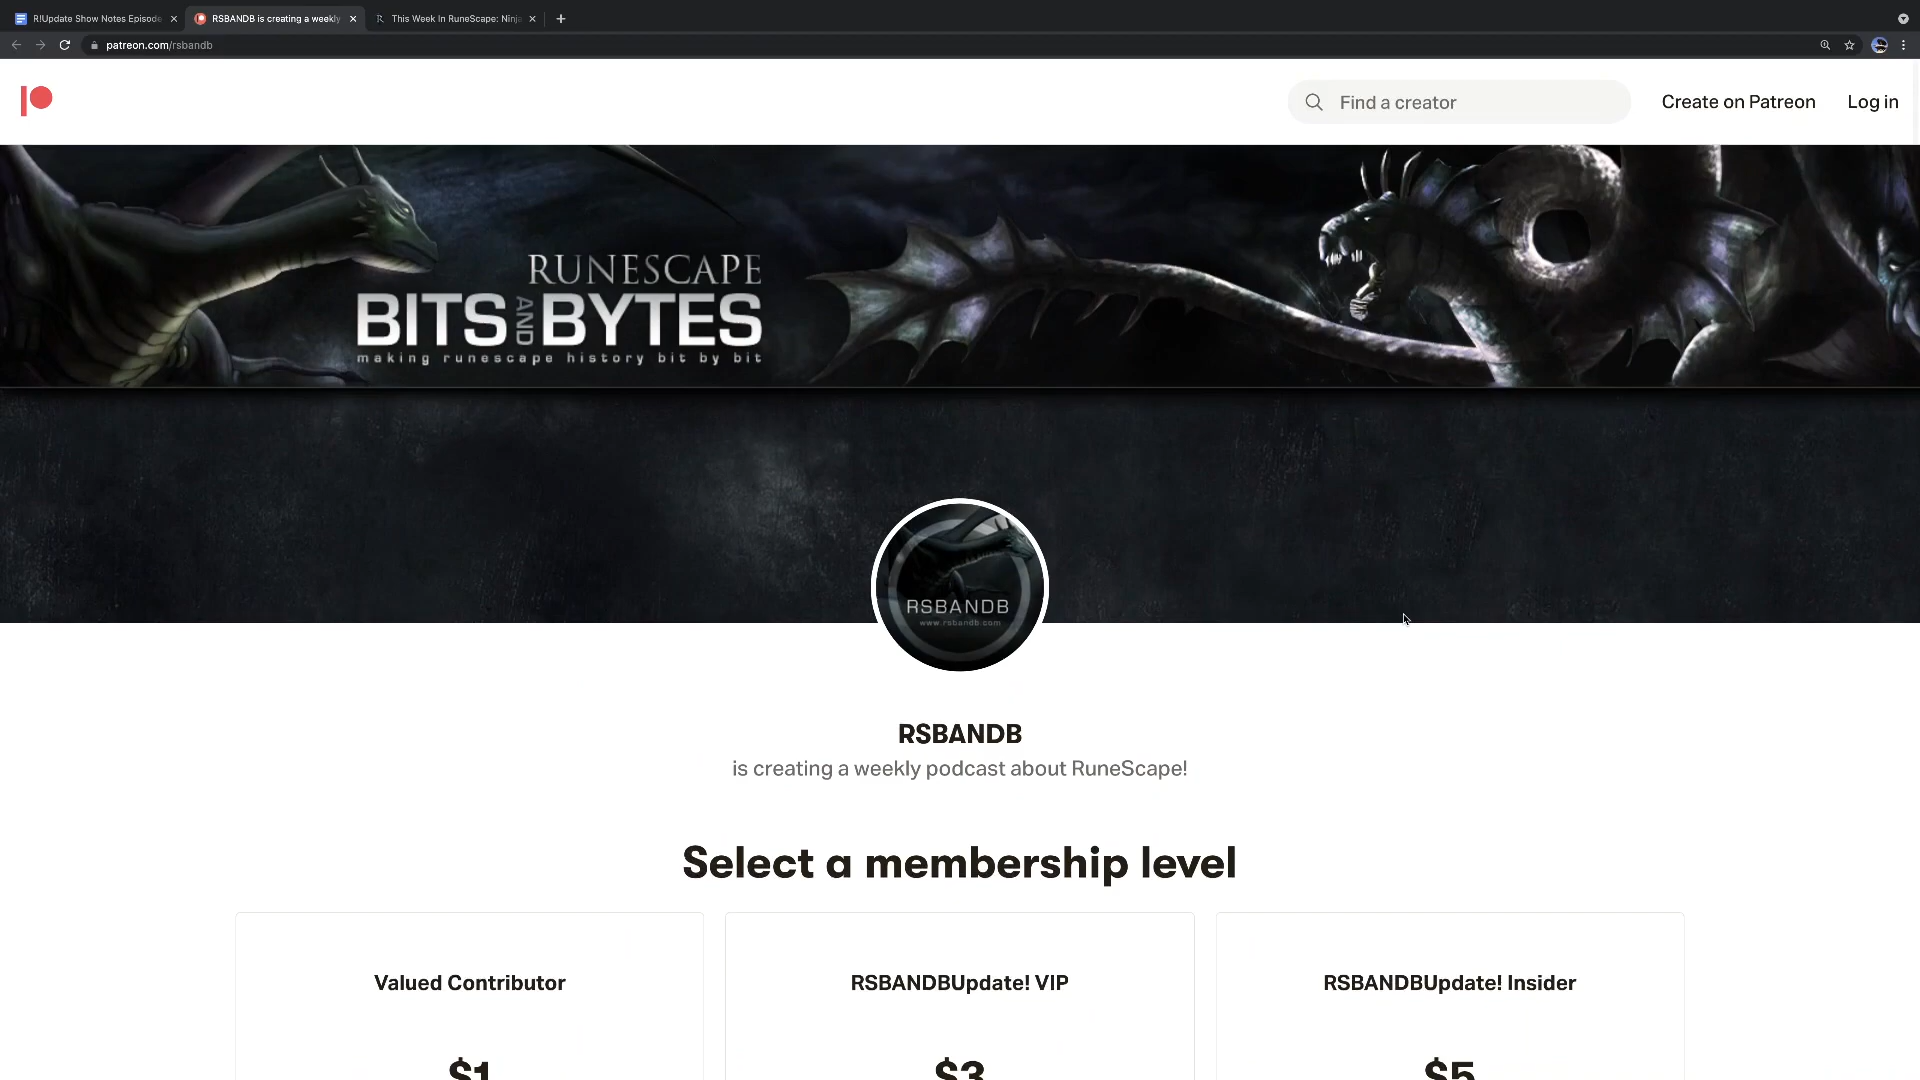 R!Update Show Notes Episode
RSBANDB is creating a weekly
This Week In RuneScape: Ninja
patreon.com/rsbandb
Find a creator
Create on Patreon
Log in
RUNESCAPE
BITS AND BYTES
making runescape history bit by bit
RSBANDB
www.rsbandb.com
RSBANDB
is creating a weekly podcast about RuneScape!
Select a membership level
Valued Contributor
RSBANDBUpdate! VIP
RSBANDBUpdate! Insider
$1
$3
$5